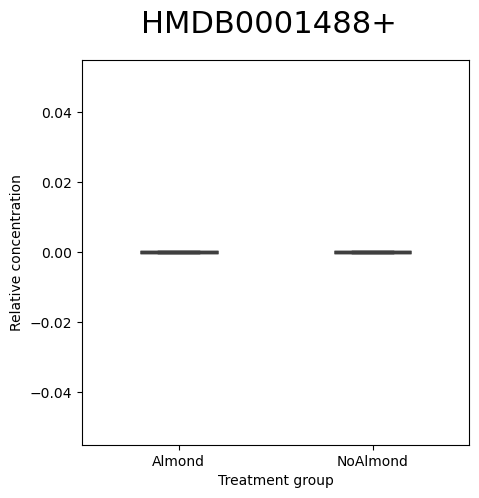 HMDB0001488+
Relative concentration
0.04
0.02
0.00
−0.02
−0.04
Almond
NoAlmond
Treatment group